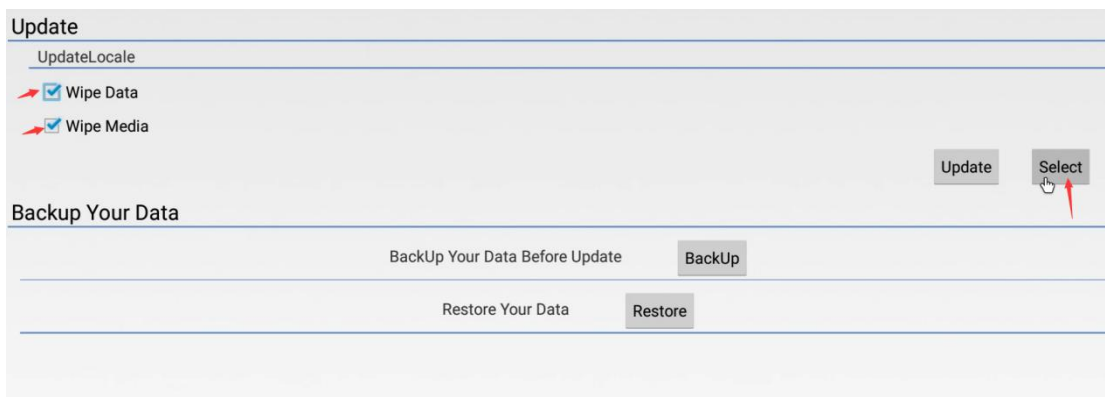 Update
UpdateLocale
Wipe Data
Wipe Media
Update Select
Backup Your Data
BackUp Your Data Before Update BackUp
Restore Your Data Restore